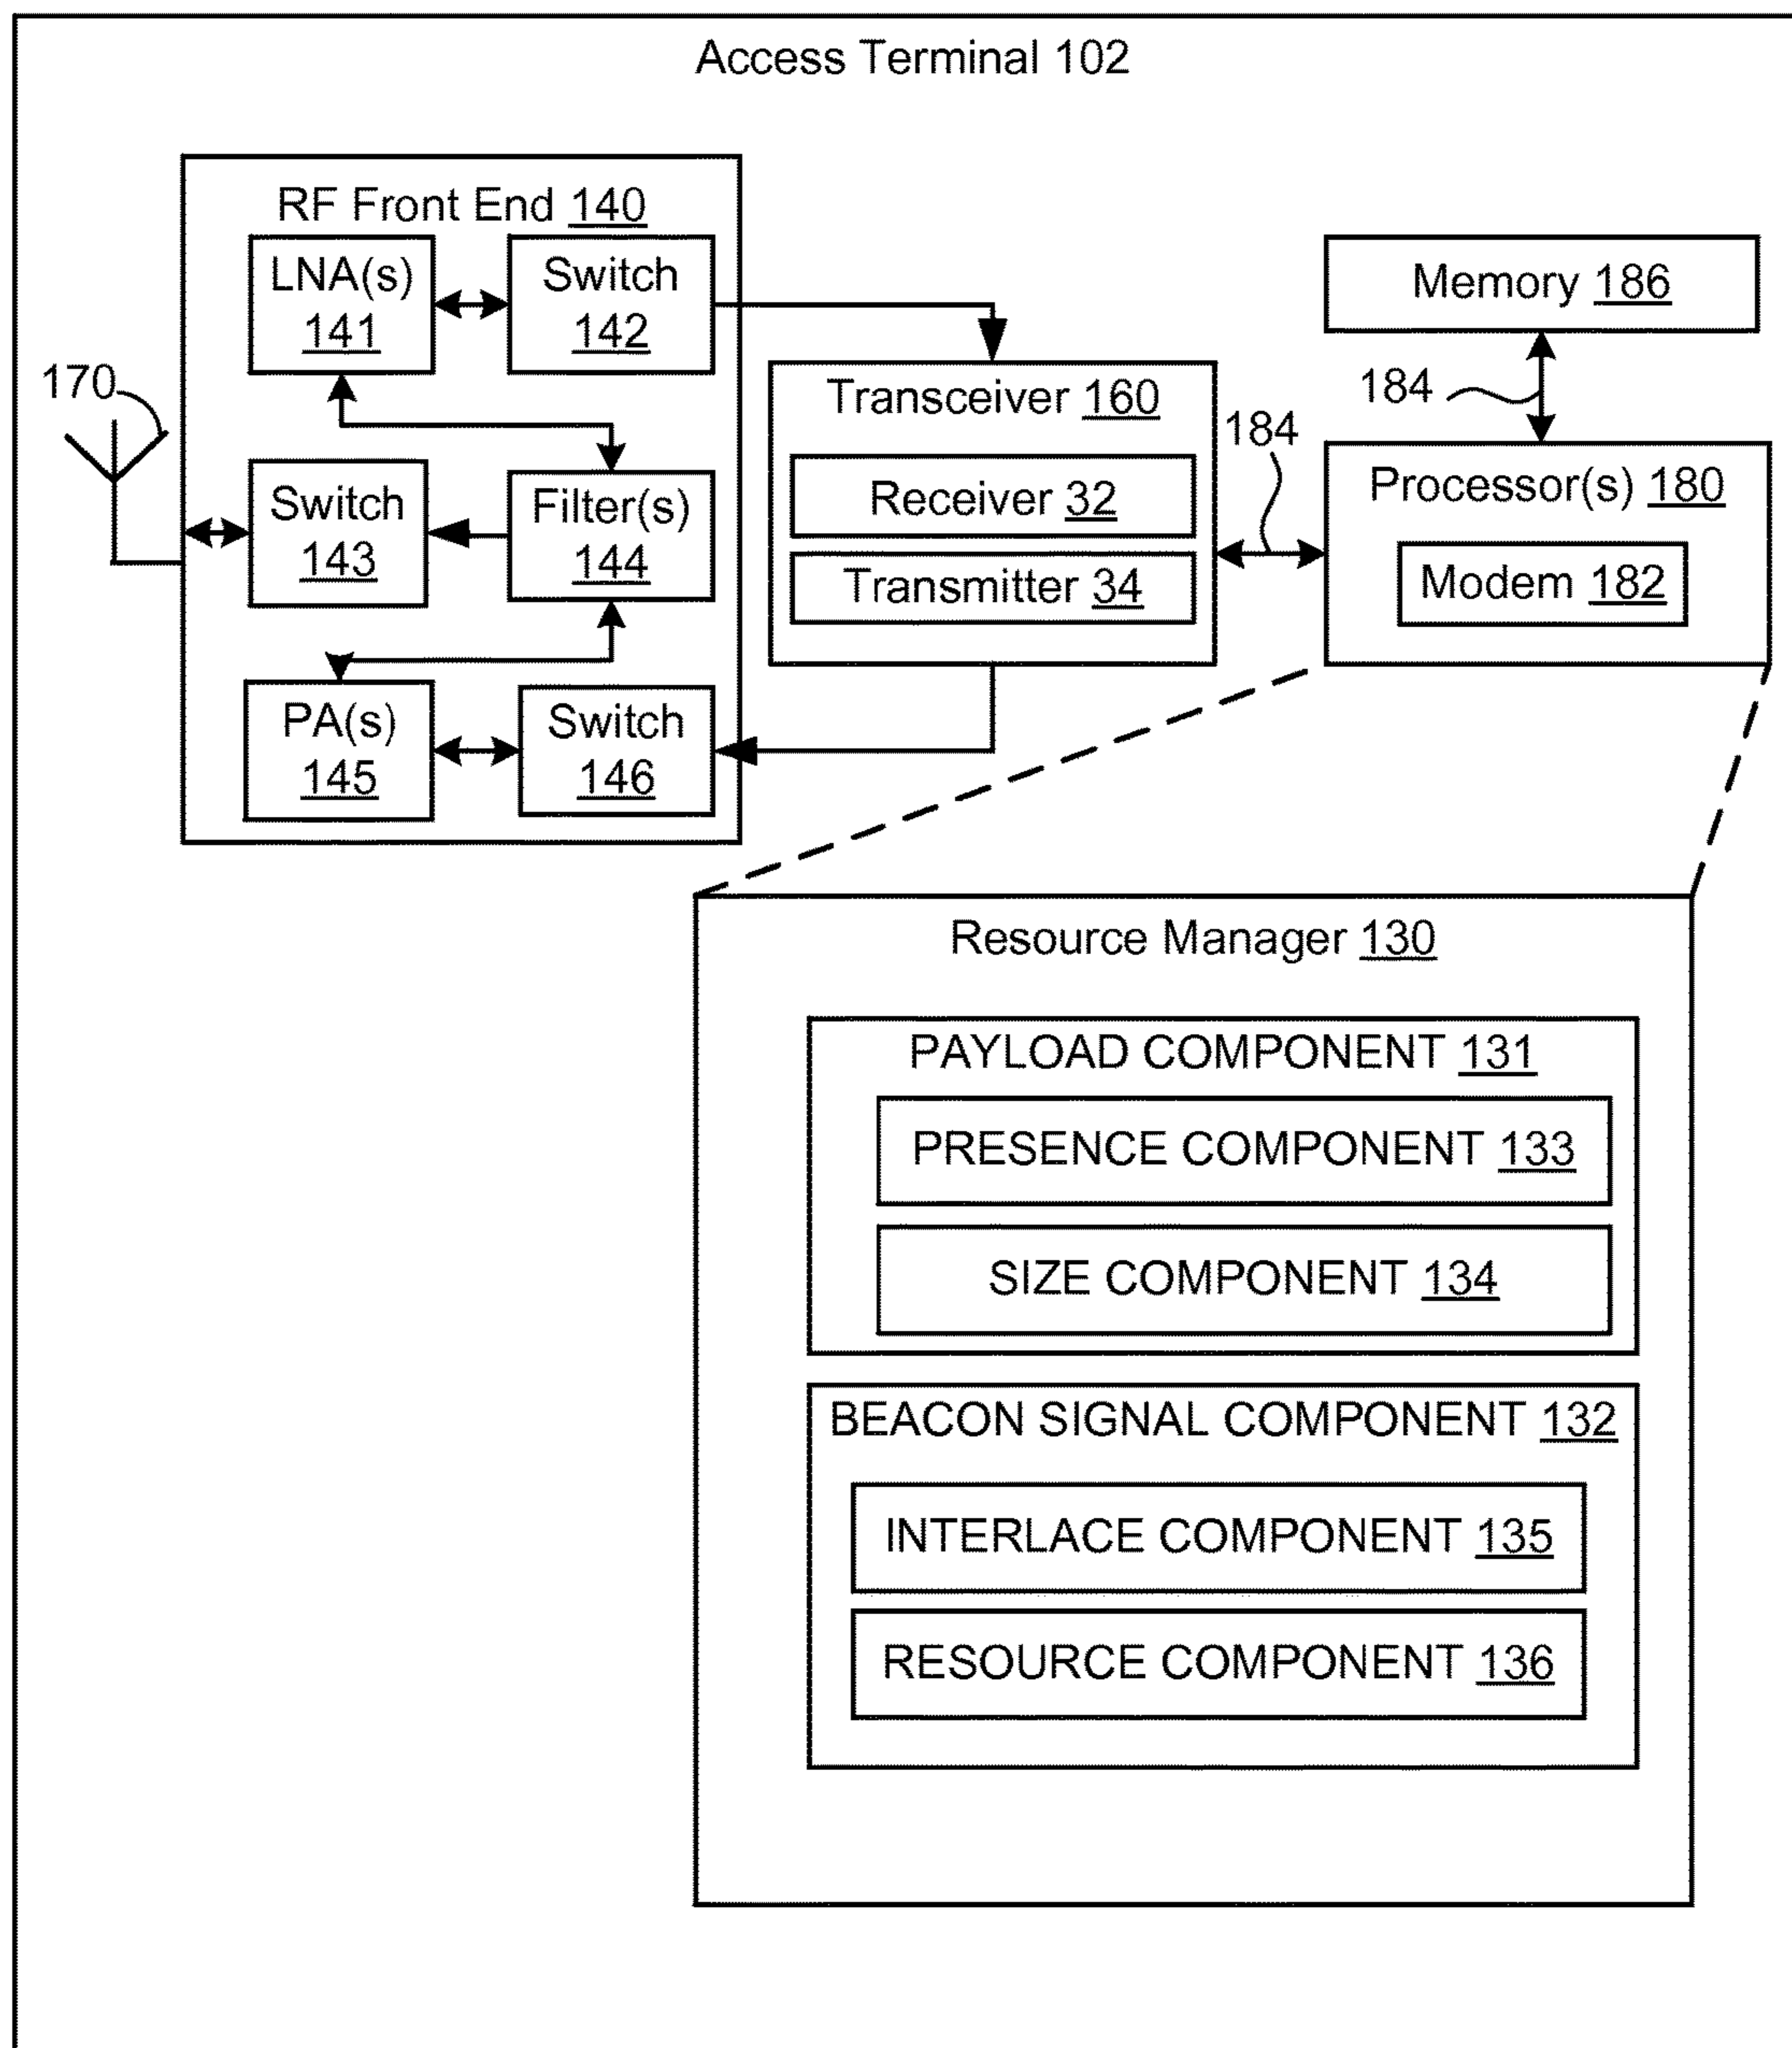 Access Terminal 102
RF Front End 140
LNA(s)
141
Switch
142
170
Switch
143
Filter(s)
144
PA(s)
145
Switch
146
Transceiver 160
Receiver 32
Transmitter 34
184
Memory 186
184
Processor(s) 180
Modem 182
Resource Manager 130
PAYLOAD COMPONENT 131
PRESENCE COMPONENT 133
SIZE COMPONENT 134
BEACON SIGNAL COMPONENT 132
INTERLACE COMPONENT 135
RESOURCE COMPONENT 136